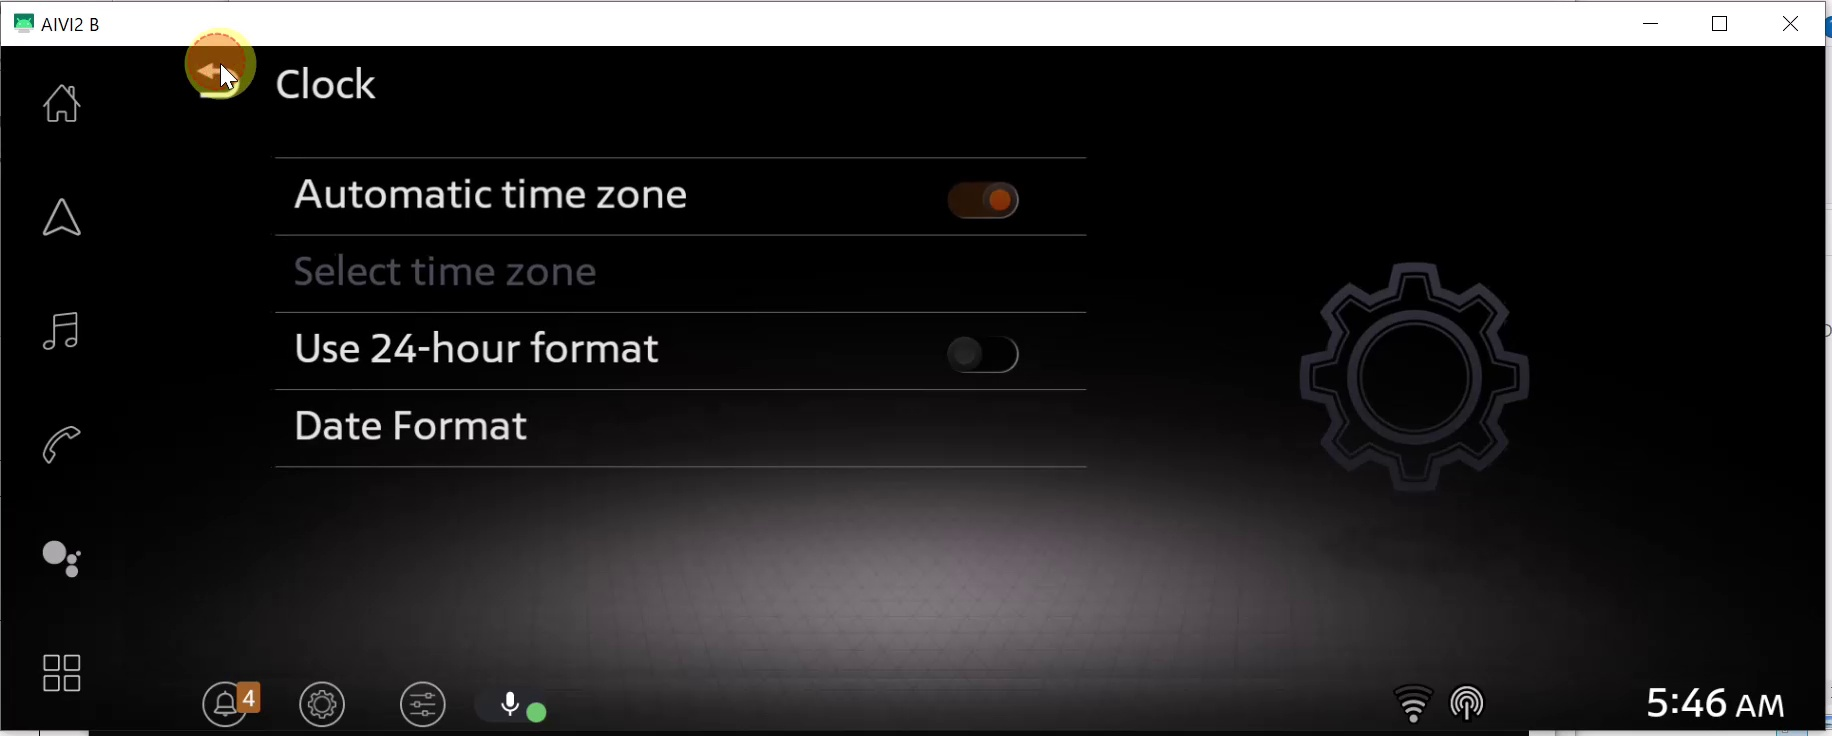 AIVI2 B
Clock
Automatic time zone
Select time zone
Use 24-hour format
Date Format
4
5:46 AM